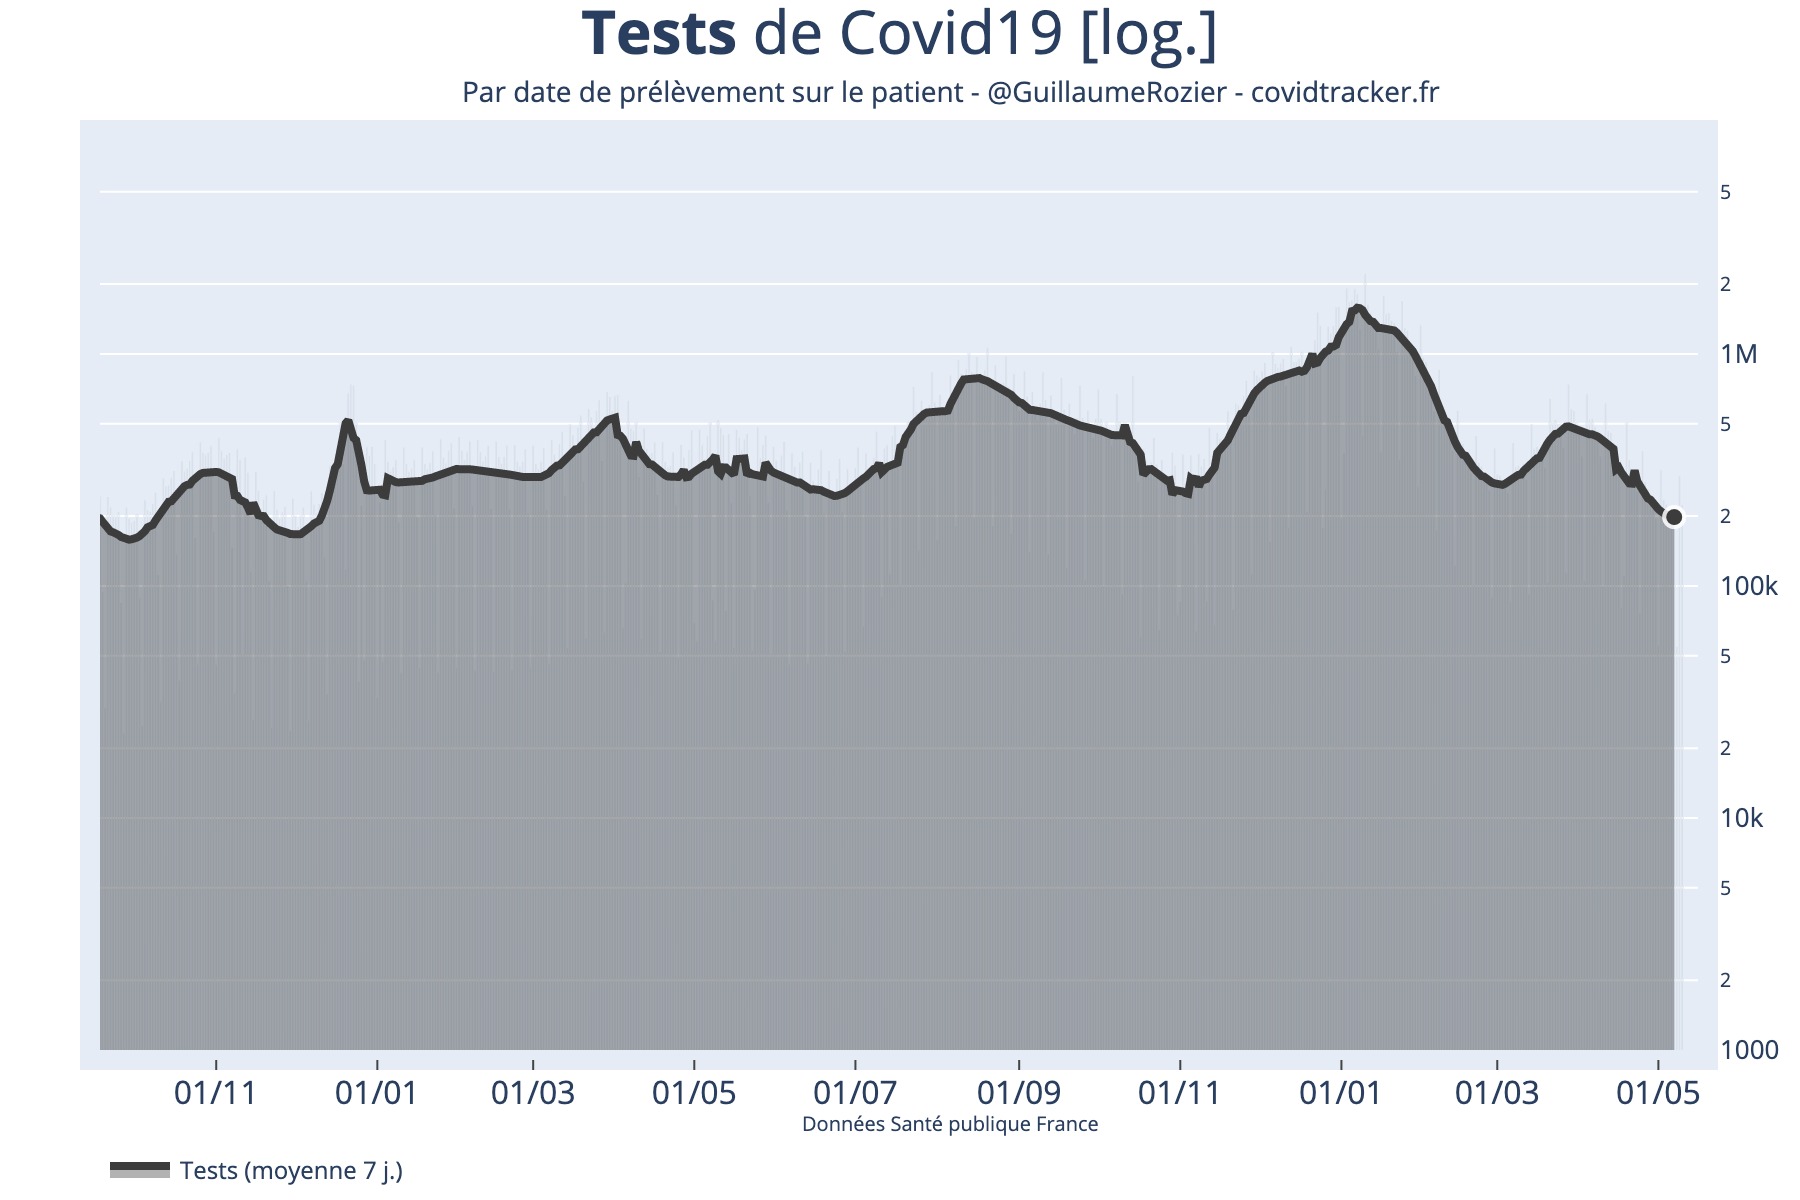 Tests de Covid19 [log.]
Par date de prélèvement sur le patient - @GuillaumeRozier - covidtracker.fr
5
2
1M
5
2
100k
5
2
10k
5
2
1000
01/11 01/01 01/03 01/05 01/07 01/09 01/11 01/01 01/03 01/05
Données Santé publique France
Tests (moyenne 7 j.)